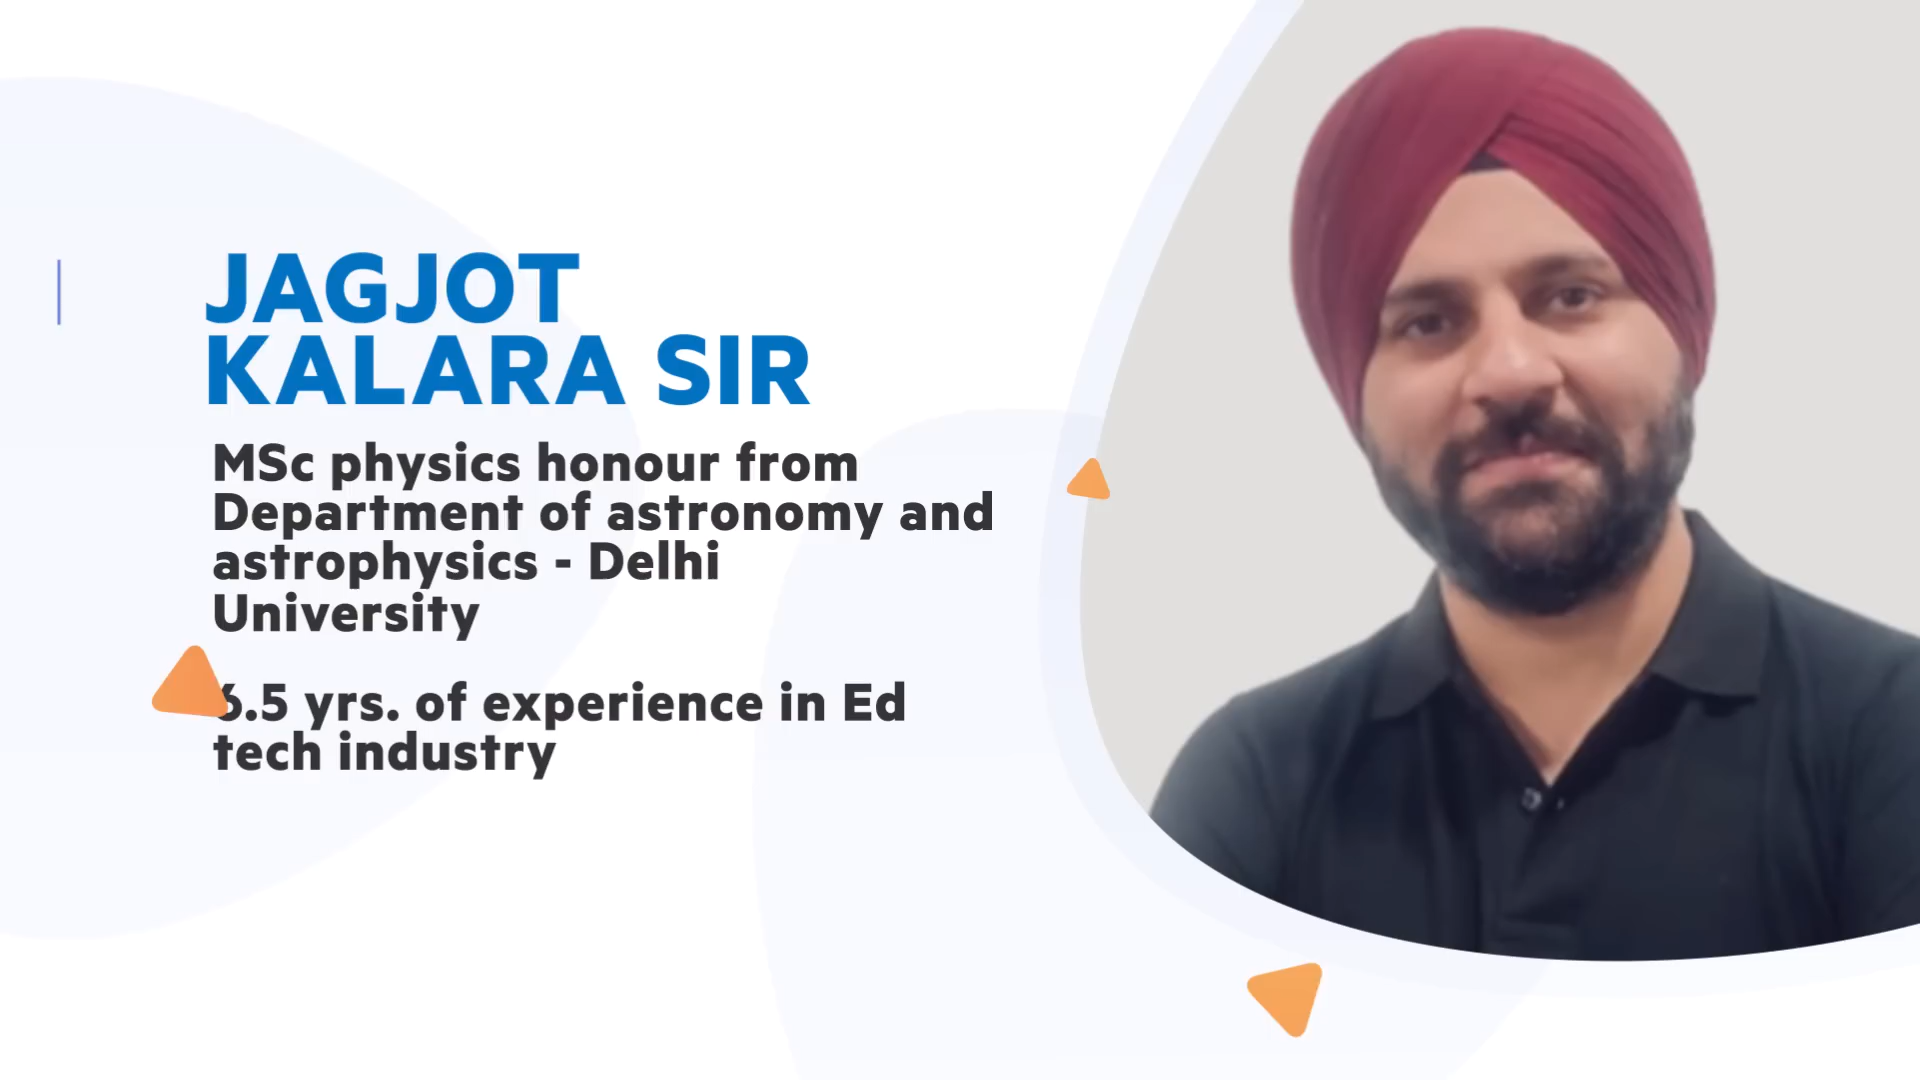 JAGJOT
KALARA SIR
MSc physics honour from
Department of astronomy and
astrophysics - Delhi
University
6.5 yrs. of experience in Ed
tech industry